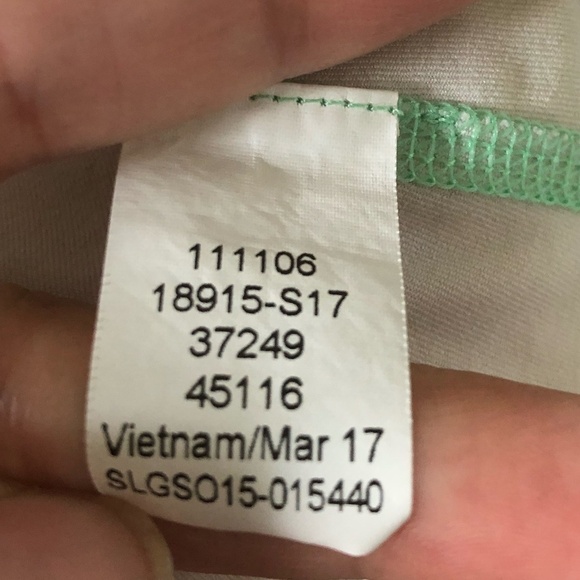 111106
18915-S17
37249
45116
Vietnam/Mar 17
SLGSO15-015440